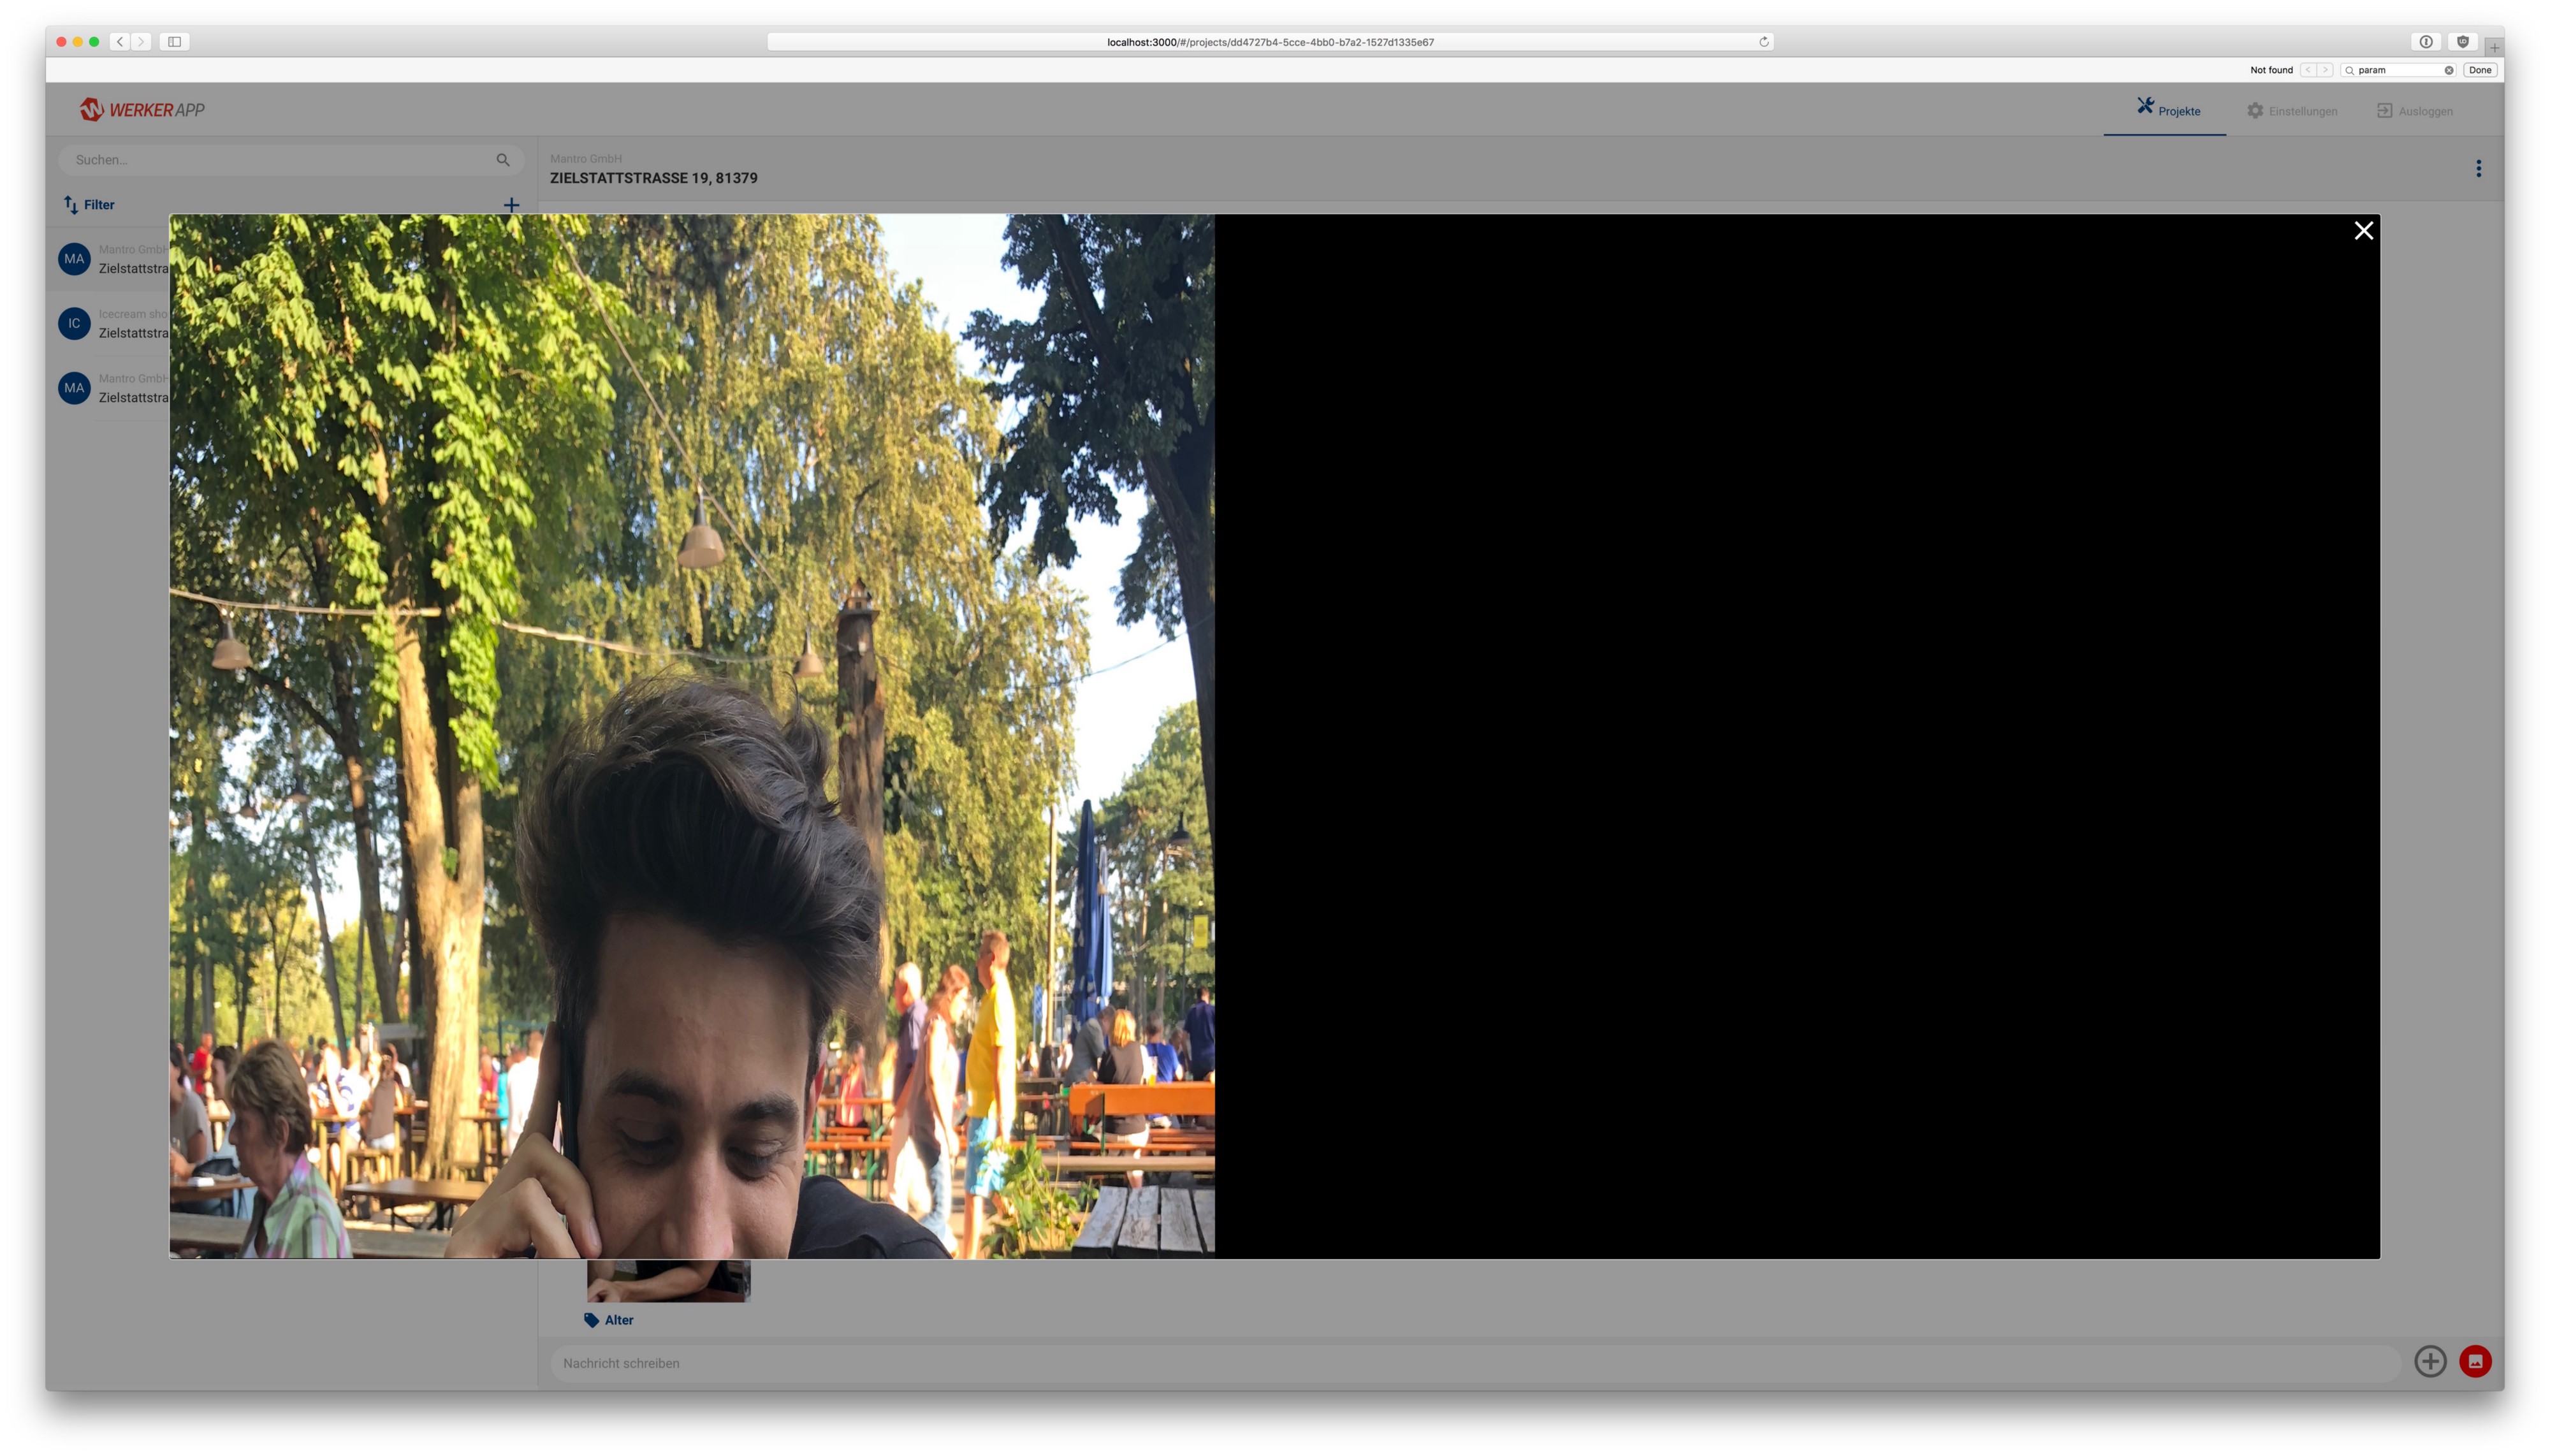 localhost:3000/#/projects/dd4727b4-5cce-4bb0-b7a2-1527d1335e67
Not found
param
Done
WERKER APP
Projekte
Einstellungen
Ausloggen
Suchen...
Filter
Mantro GmbH
ZIELSTATTSTRASSE 19, 81379
MA
Mantro GmbH
Zielstattstra
IC
Icecream sho
Zielstattstra
MA
Mantro GmbH
Zielstattstra
Alter
Nachricht schreiben